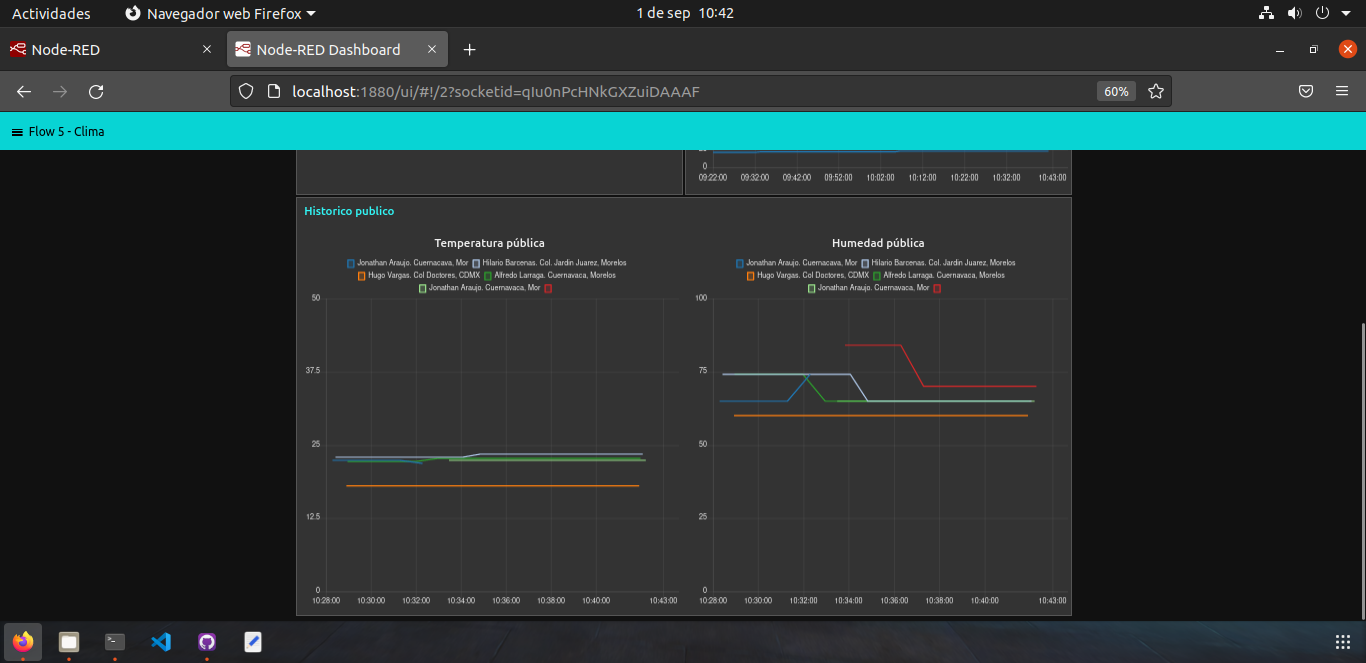 Actividades Navegador web Firefox 1 de sep 10:42
Node-RED Node-RED Dashboard
localhost:1880/ui/#!/2?socketid=qIu0nPcHNkGXZuiDAAAF 60%
Flow 5 - Clima
0
09:22:00 09:32:00 09:42:00 09:52:00 10:02:00 10:12:00 10:22:00 10:32:00 10:43:00
Historico publico
Temperatura pública
Jonathan Araujo. Cuernacava, Mor Hilario Barcenas. Col. Jardin Juarez, Morelos
Hugo Vargas. Col Doctores, CDMX Alfredo Larraga. Cuernavaca, Morelos
Jonathan Araujo. Cuernavaca, Mor
50
37.5
25
12.5
0
10:28:00 10:30:00 10:32:00 10:34:00 10:36:00 10:38:00 10:40:00 10:43:00
Humedad pública
Jonathan Araujo. Cuernacava, Mor Hilario Barcenas. Col. Jardin Juarez, Morelos
Hugo Vargas. Col Doctores, CDMX Alfredo Larraga. Cuernavaca, Morelos
Jonathan Araujo. Cuernavaca, Mor
100
75
50
25
0
10:28:00 10:30:00 10:32:00 10:34:00 10:36:00 10:38:00 10:40:00 10:43:00